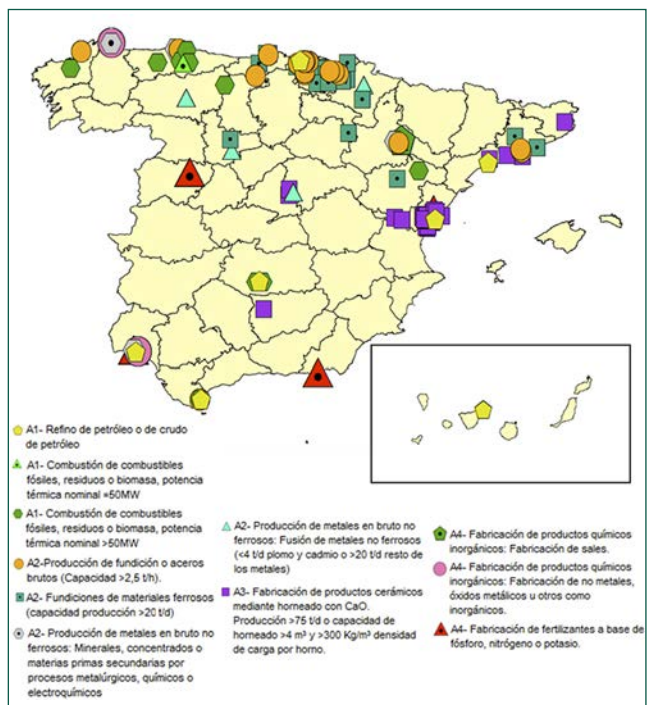 A1- Refino de petróleo o de crudo
de petróleo
A1- Combustión de combustibles
fósiles, residuos o biomasa, potencia
térmica nominal =50MW
A1- Combustión de combustibles
fósiles, residuos o biomasa, potencia
térmica nominal >50MW
A2-Producción de fundición o aceros
brutos (Capacidad >2,5 t/h).
A2- Fundiciones de materiales ferrosos
(capacidad producción >20 t/d)
A2- Producción de metales en bruto no
ferrosos: Minerales, concentrados o
materias primas secundarias por
procesos metalúrgicos, químicos o
electroquímicos
A2- Producción de metales en bruto no
ferrosos: Fusión de metales no ferrosos
(<4 t/d plomo y cadmio o >20 t/d resto de
los metales)
A3- Fabricación de productos cerámicos
mediante horneado con CaO.
Producción >75 t/d o capacidad de
horneado >4 m³ y >300 Kg/m³ densidad
de carga por horno.
A4- Fabricación de productos químicos
inorgánicos: Fabricación de sales.
A4- Fabricación de productos químicos
inorgánicos: Fabricación de no metales,
óxidos metálicos u otros como
inorgánicos.
A4- Fabricación de fertilizantes a base de
fósforo, nitrógeno o potasio.